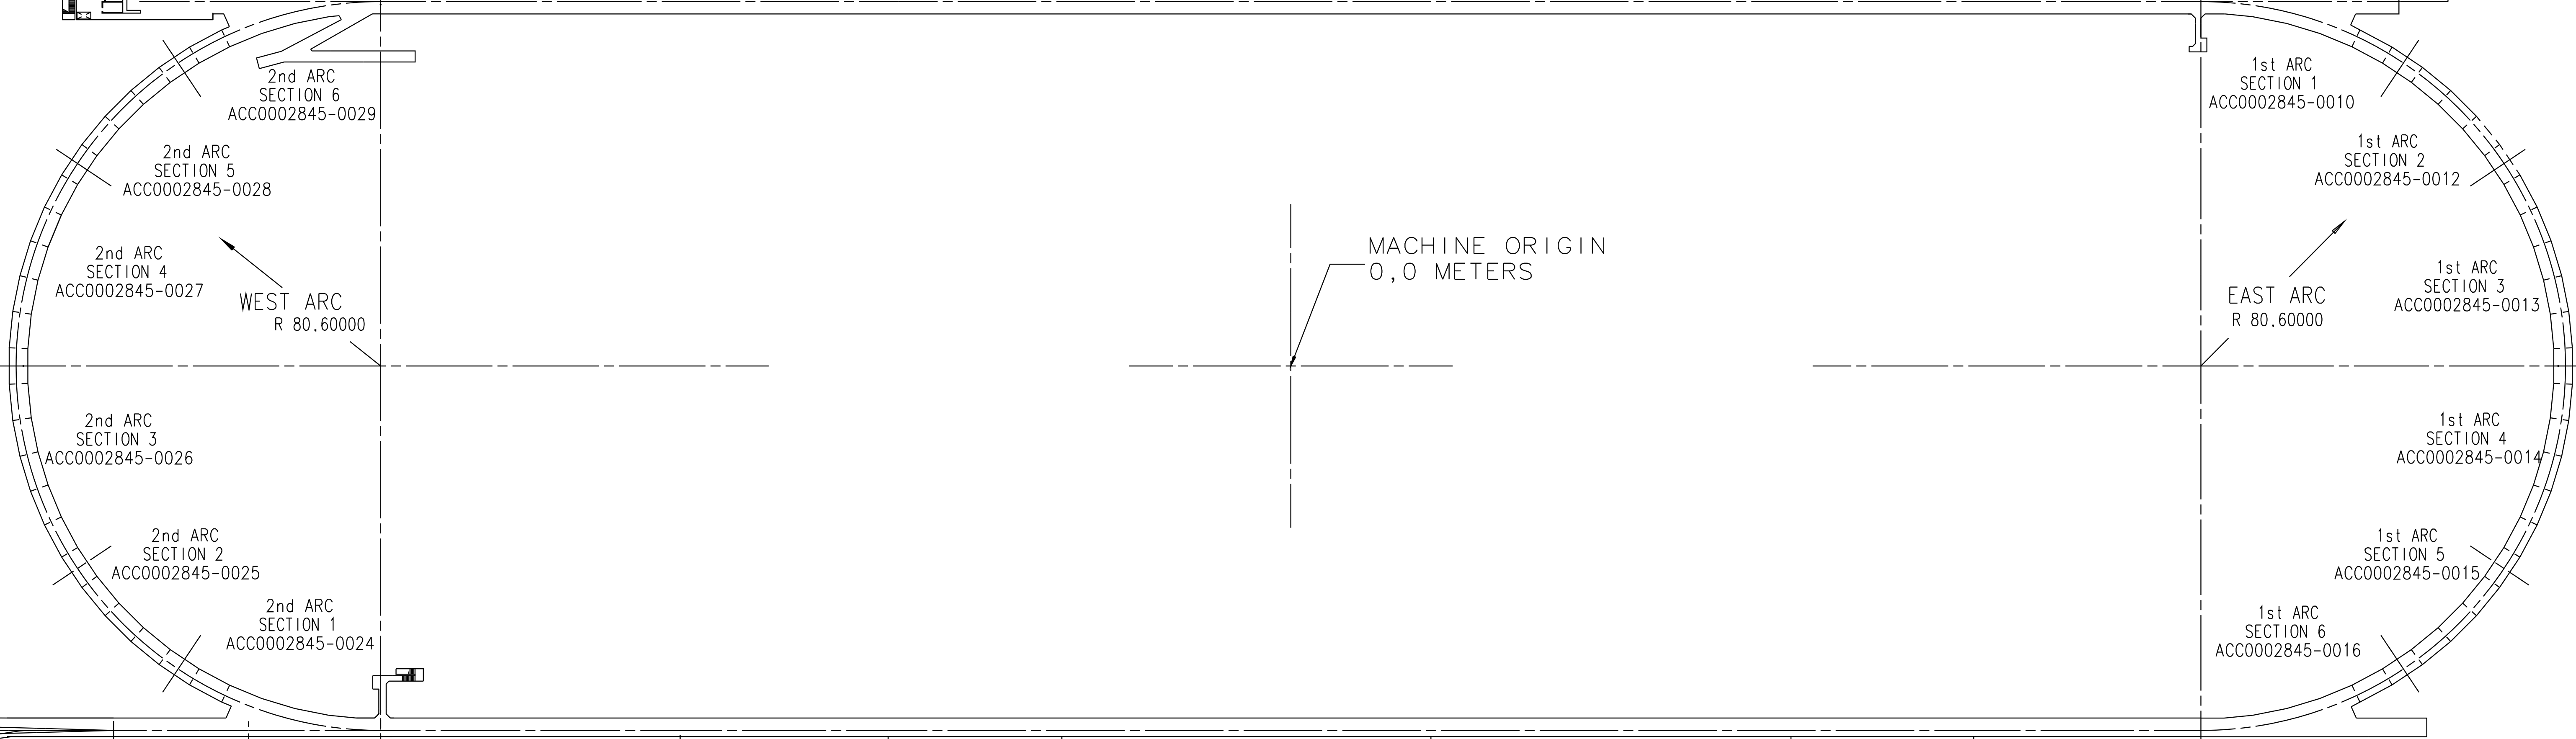 2nd ARC
SECTION 6
ACC0002845-0029
2nd ARC
SECTION 5
ACC0002845-0028
2nd ARC
SECTION 4
ACC0002845-0027
WEST ARC
R 80.60000
2nd ARC
SECTION 3
ACC0002845-0026
2nd ARC
SECTION 2
ACC0002845-0025
2nd ARC
SECTION 1
ACC0002845-0024
MACHINE ORIGIN
0,0 METERS
1st ARC
SECTION 1
ACC0002845-0010
1st ARC
SECTION 2
ACC0002845-0012
1st ARC
SECTION 3
ACC0002845-0013
EAST ARC
R 80.60000
1st ARC
SECTION 4
ACC0002845-0014
1st ARC
SECTION 5
ACC0002845-0015
1st ARC
SECTION 6
ACC0002845-0016